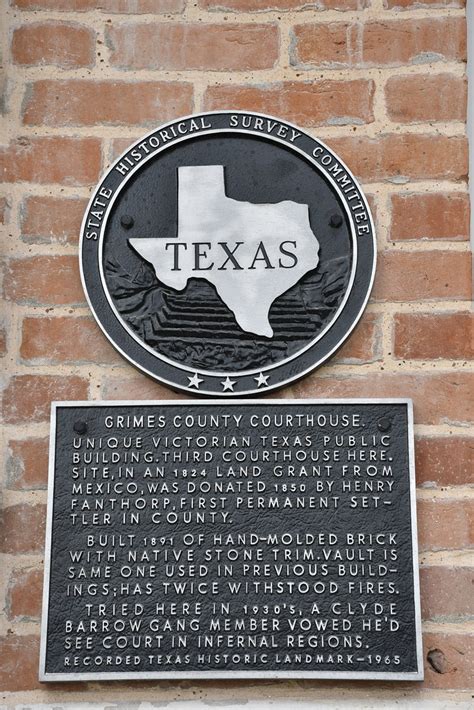 STATE HISTORICAL SURVEY COMMITTEE
TEXAS
GRIMES COUNTY COURTHOUSE.
UNIQUE VICTORIAN TEXAS PUBLIC
BUILDING. THIRD COURTHOUSE HERE.
SITE, IN AN 1824 LAND GRANT FROM
MEXICO, WAS DONATED 1850 BY HENRY
FANTHORP, FIRST PERMANENT SET-
TLER IN COUNTY.
BUILT 1891 OF HAND-MOLDED BRICK
WITH NATIVE STONE TRIM. VAULT IS
SAME ONE USED IN PREVIOUS BUILD-
INGS; HAS TWICE WITHSTOOD FIRES.
TRIED HERE IN 1930'S, A CLYDE
BARROW GANG MEMBER VOWED HE'D
SEE COURT IN INFERNAL REGIONS.
RECORDED TEXAS HISTORIC LANDMARK-1965